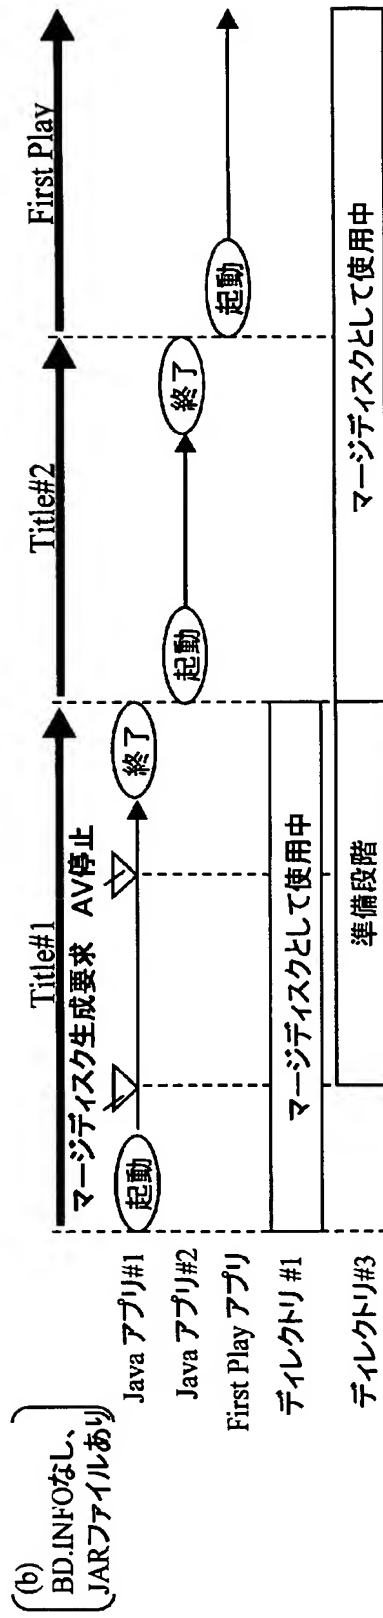 (b)
BD.INFOなし、
JARファイルあり
Title#1
Title#2
First Play
マージディスク生成要求 AV停止
Java アプリ#1
起動
終了
Java アプリ#2
起動
終了
First Play アプリ
起動
ディレクトリ #1
マージディスクとして使用中
ディレクトリ#3
準備段階
マージディスクとして使用中